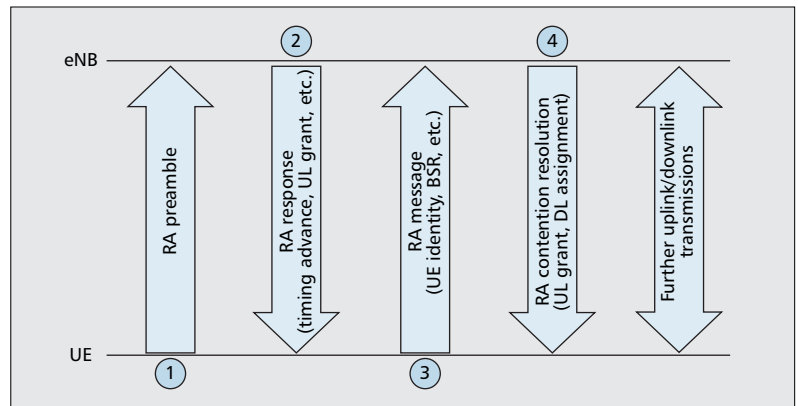 2
4
eNB
RA preamble
RA response
(timing advance, UL grant, etc.)
RA message
(UE identity, BSR, etc.)
RA contention resolution
(UL grant, DL assignment)
Further uplink/downlink
transmissions
UE
1
3